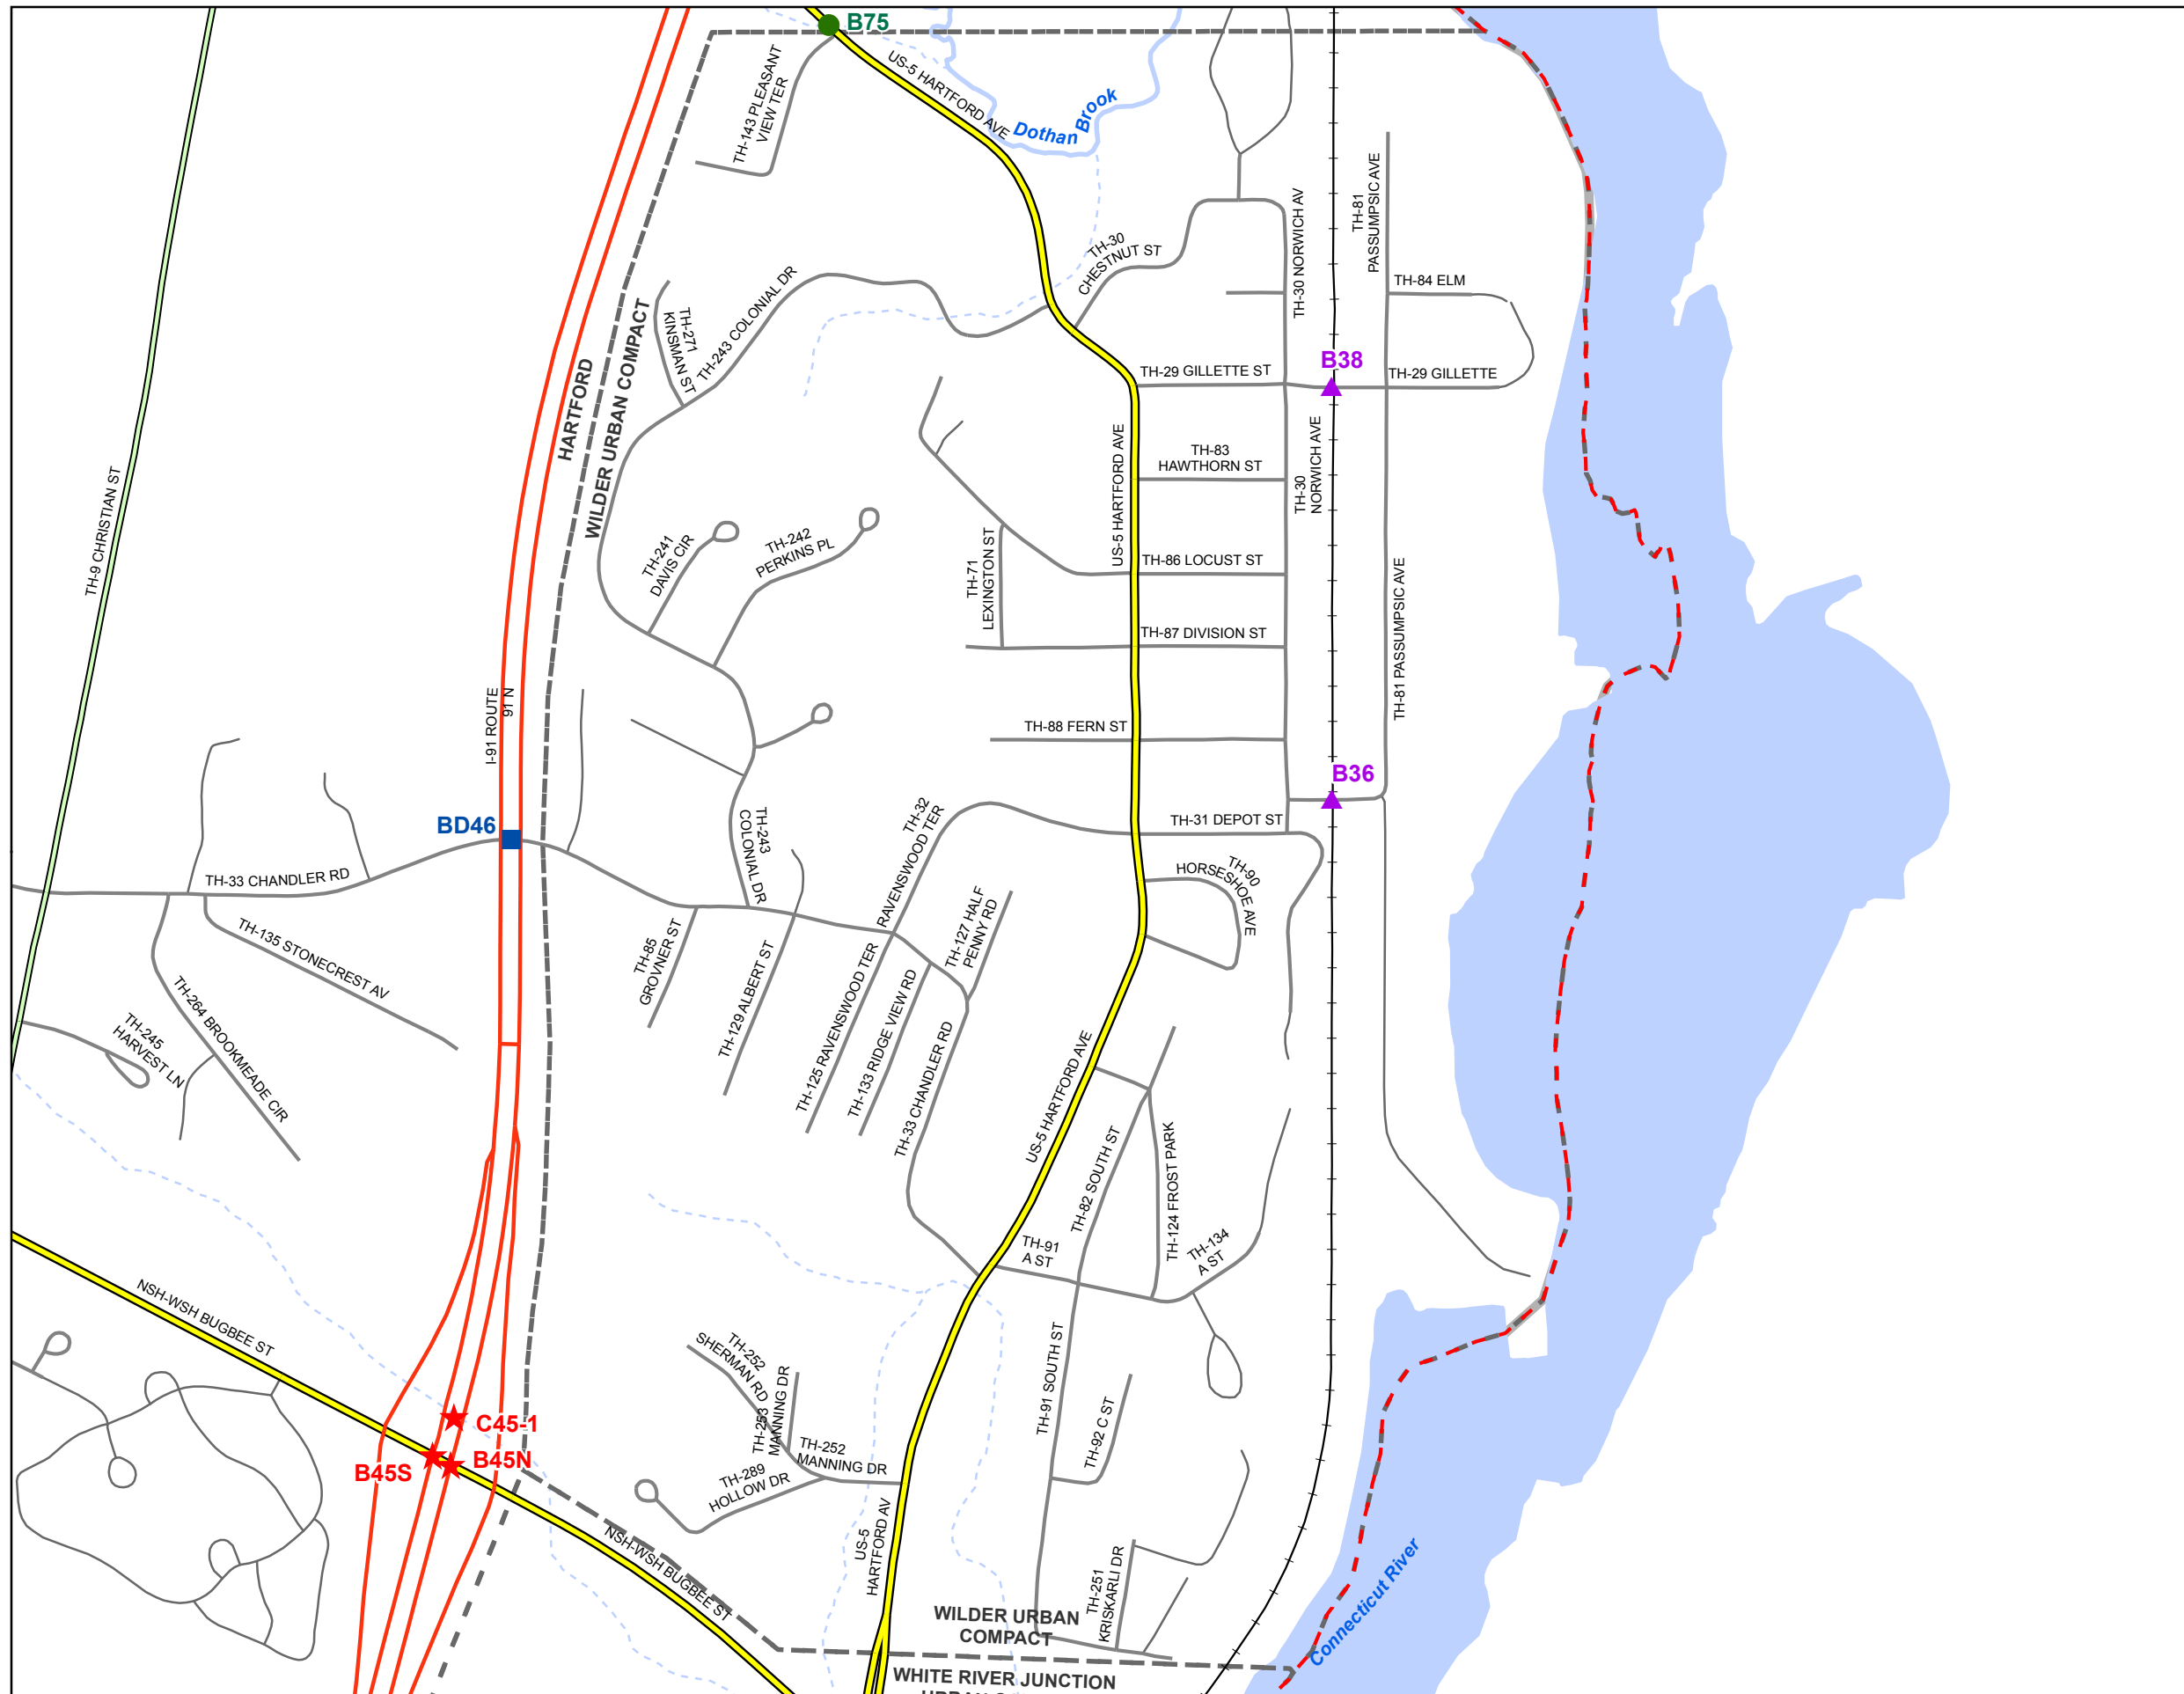 B75
US-5 HARTFORD AVE
Dothan Brook
TH-143 PLEASANT
VIEW TER
TH-30
CHESTNUT ST
TH-30 NORWICH AV
TH-81
PASSUMPSIC AVE
TH-84 ELM
TH-271
KINSMAN ST
TH-243 COLONIAL DR
HARTFORD
WILDER URBAN COMPACT
B38
TH-29 GILLETTE ST
TH-29 GILLETTE
TH-9 CHRISTIAN ST
US-5 HARTFORD AVE
TH-83
HAWTHORN ST
TH-30
NORWICH AVE
TH-241
DAVIS CIR
TH-242
PERKINS PL
TH-71
LEXINGTON ST
TH-86 LOCUST ST
TH-87 DIVISION ST
TH-81 PASSUMPSIC AVE
I-91 ROUTE
91 N
TH-88 FERN ST
B36
BD46
TH-243
COLONIAL DR
TH-32
RAVENSWOOD TER
TH-31 DEPOT ST
TH-33 CHANDLER RD
TH-90
HORSESHOE AVE
TH-135 STONECREST AV
TH-85
GROVNER ST
TH-129 ALBERT ST
TH-127 HALF
PENNY RD
TH-125 RAVENSWOOD TER
TH-133 RIDGE VIEW RD
TH-33 CHANDLER RD
TH-264 BROOKMEADE CIR
TH-245
HARVEST LN
US-5 HARTFORD AVE
TH-82 SOUTH ST
TH-124 FROST PARK
TH-91
A ST
TH-134
A ST
NSH-WSH BUGBEE ST
TH-252
SHERMAN RD
TH-253
MANNING DR
TH-91 SOUTH ST
TH-92 C ST
C45-1
B45S
B45N
TH-252
MANNING DR
TH-289
HOLLOW DR
US-5
HARTFORD AV
NSH-WSH BUGBEE ST
TH-251
KRISKARLI DR
Connecticut River
WILDER URBAN
COMPACT
WHITE RIVER JUNCTION